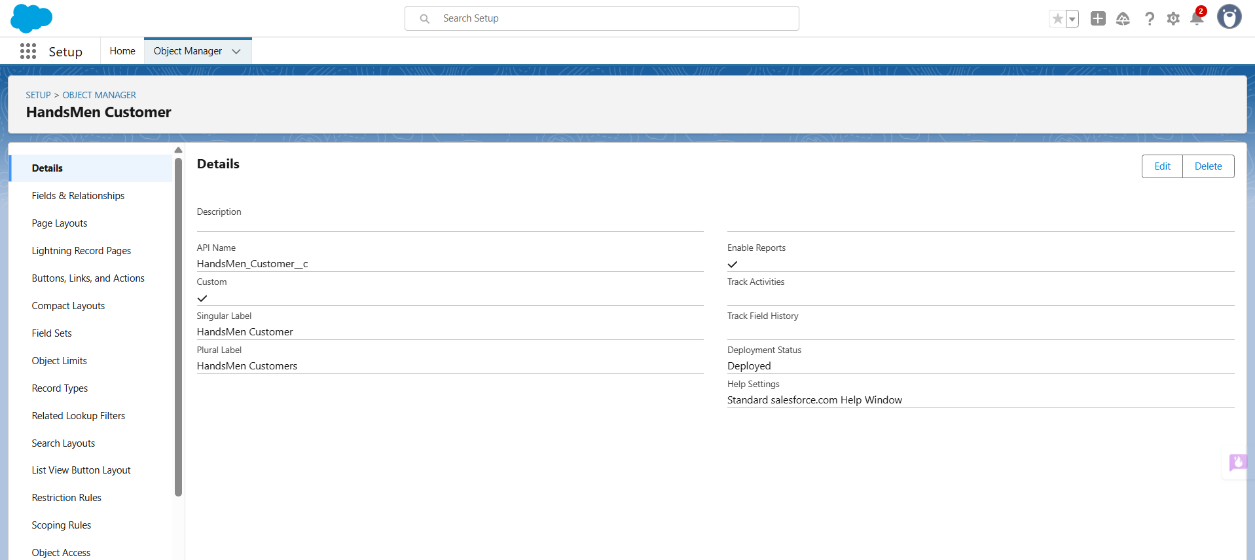 Search Setup
2
Setup
Home
Object Manager
SETUP > OBJECT MANAGER
HandsMen Customer
Details
Fields & Relationships
Page Layouts
Lightning Record Pages
Buttons, Links, and Actions
Compact Layouts
Field Sets
Object Limits
Record Types
Related Lookup Filters
Search Layouts
List View Button Layout
Restriction Rules
Scoping Rules
Object Access
Details
Edit
Delete
Description
API Name
HandsMen_Customer__c
Custom
Singular Label
HandsMen Customer
Plural Label
HandsMen Customers
Enable Reports
Track Activities
Track Field History
Deployment Status
Deployed
Help Settings
Standard salesforce.com Help Window